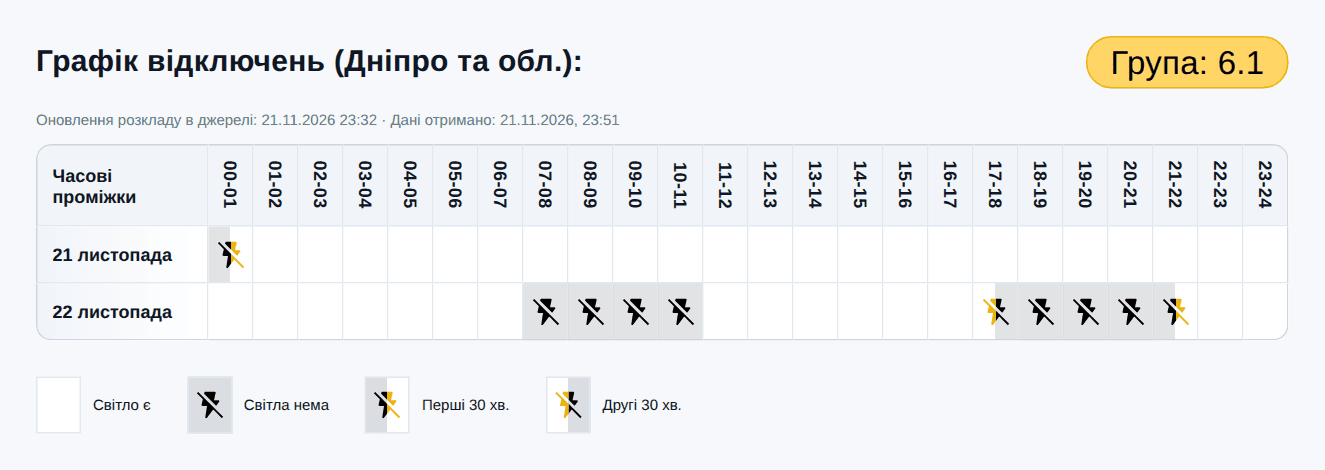 Графік відключень (Дніпро та обл.):
Група: 6.1
Оновлення розкладу в джерелі: 21.11.2026 23:32 · Дані отримано: 21.11.2026, 23:51
Часові
проміжки
00-01
01-02
02-03
03-04
04-05
05-06
06-07
07-08
08-09
09-10
10-11
11-12
12-13
13-14
14-15
15-16
16-17
17-18
18-19
19-20
20-21
21-22
22-23
23-24
21 листопада
22 листопада
Світло є
Світла нема
Перші 30 хв.
Другі 30 хв.